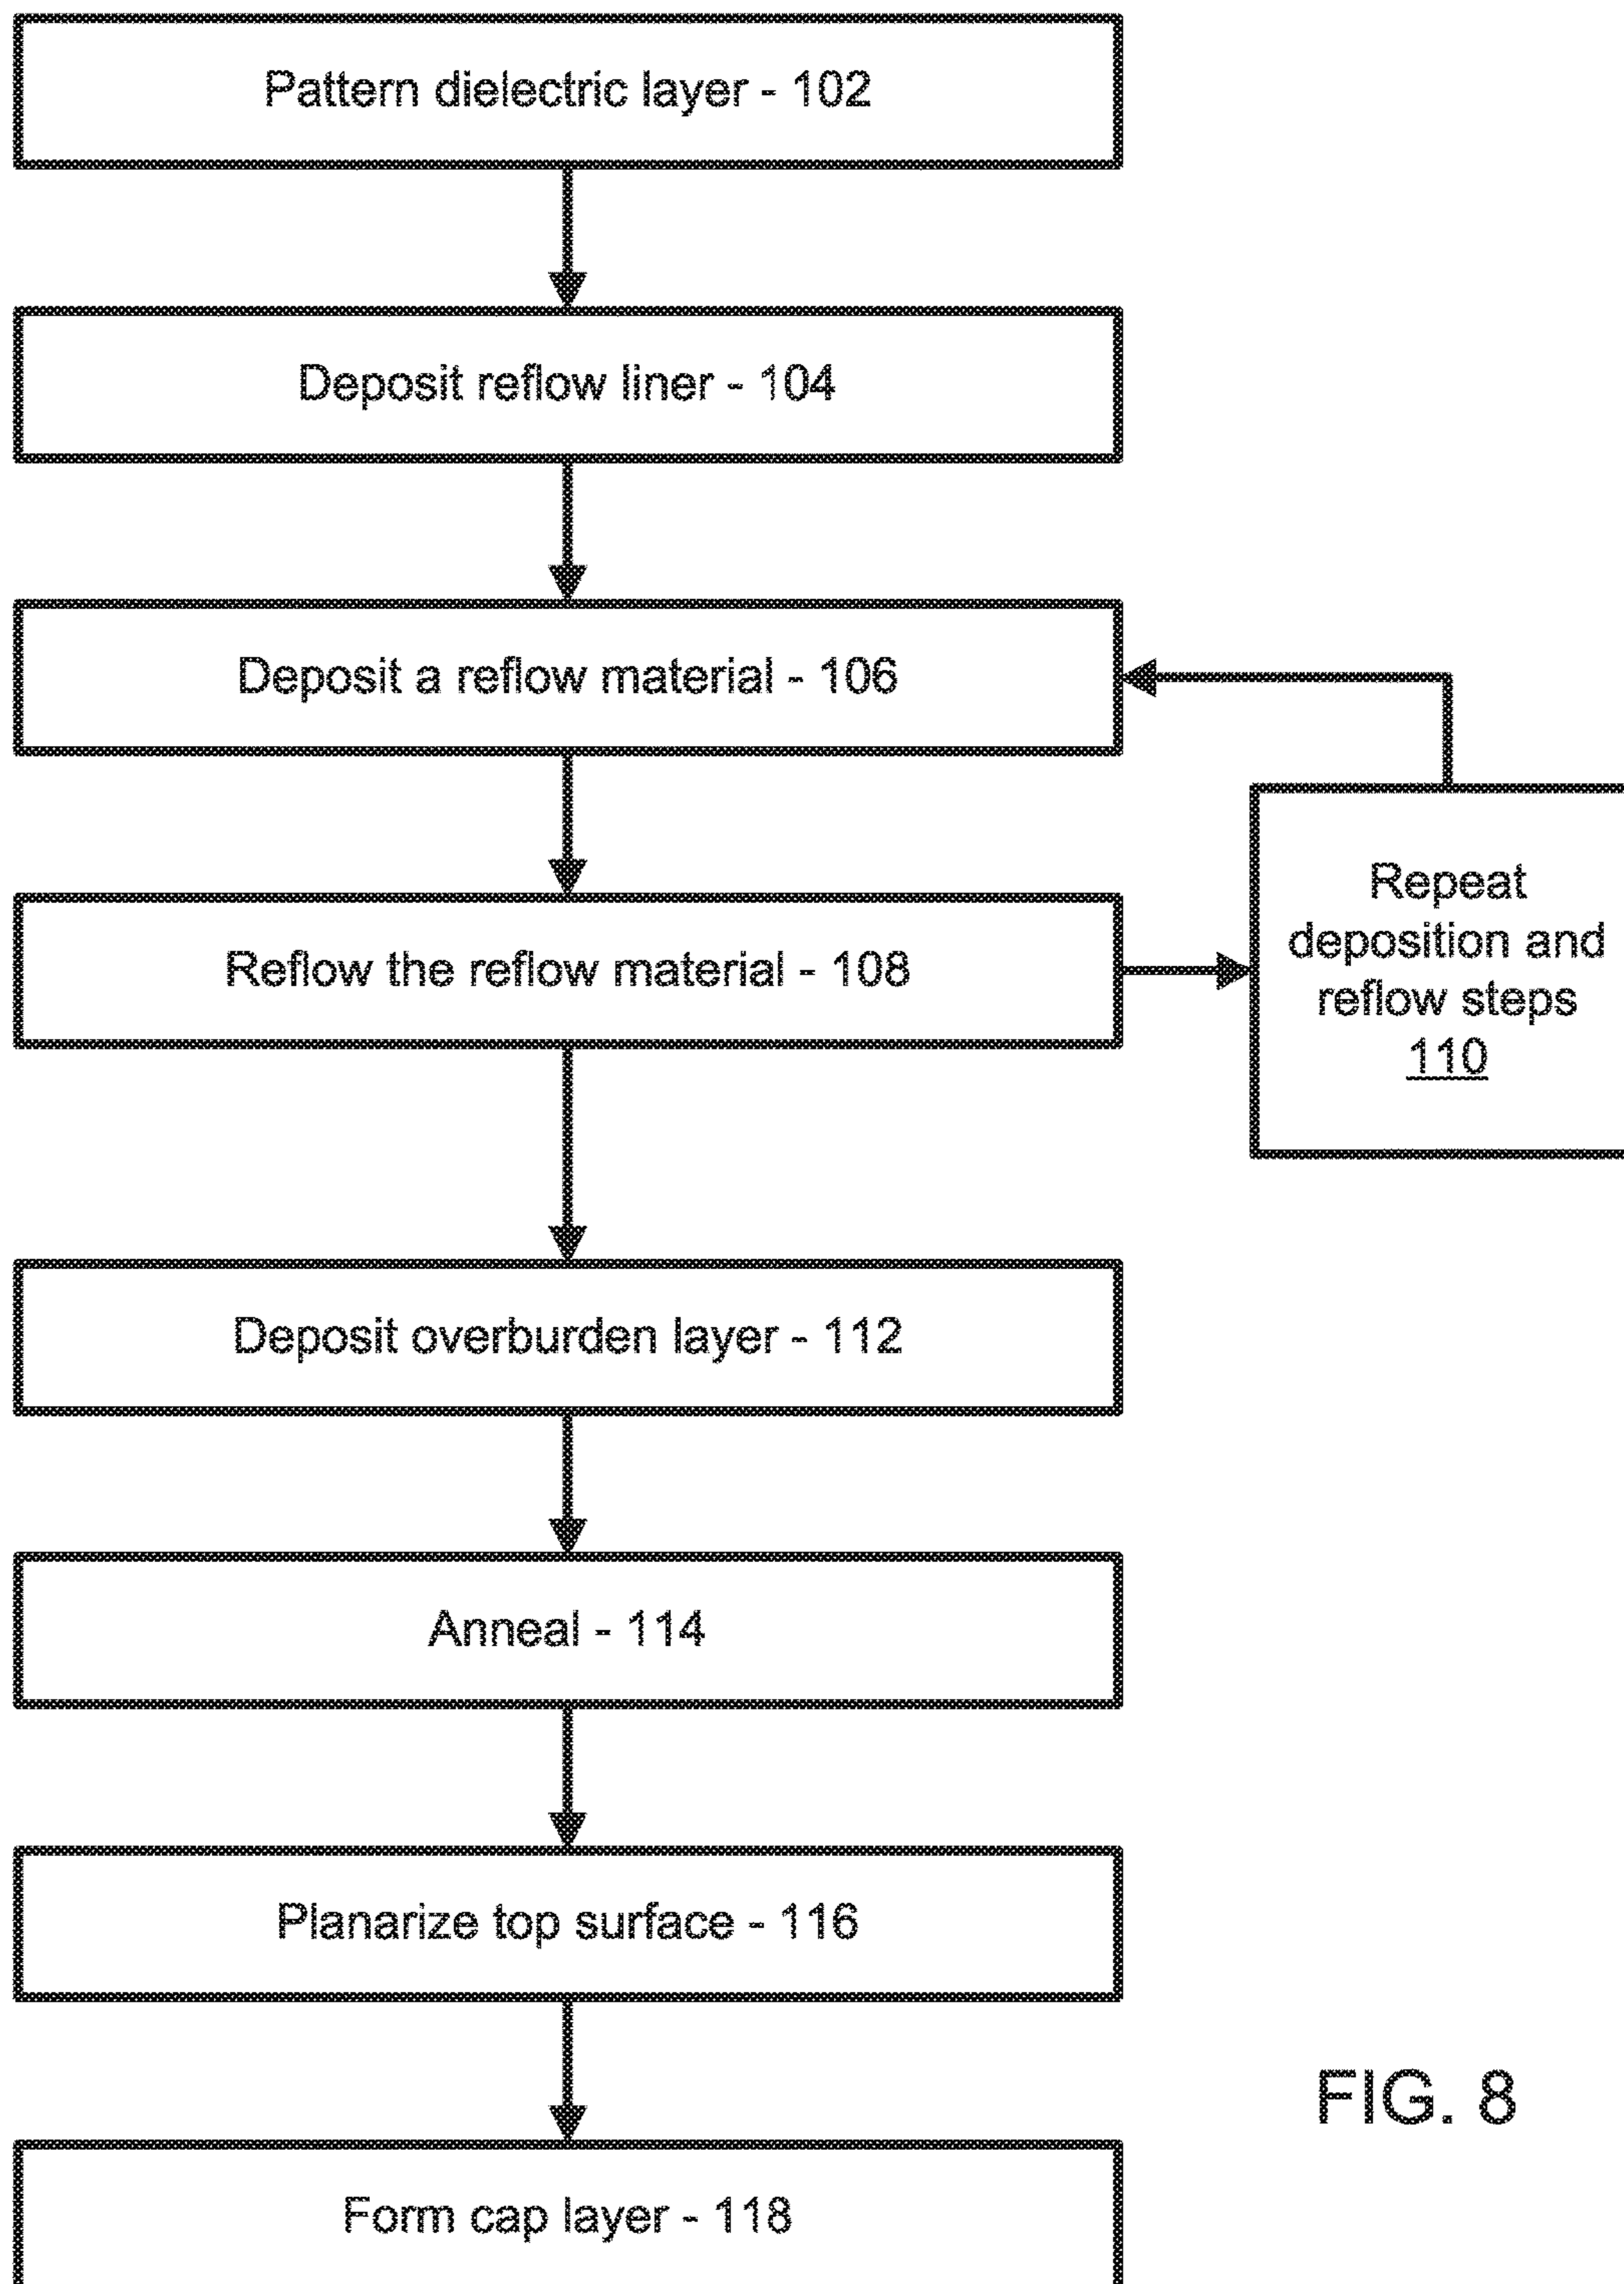 Pattern dielectric layer - 102
Deposit reflow liner - 104
Deposit a reflow material - 106
Reflow the reflow material - 108
Repeat
deposition and
reflow steps
110
Deposit overburden layer - 112
Anneal - 114
Planarize top surface - 116
Form cap layer - 118
FIG. 8